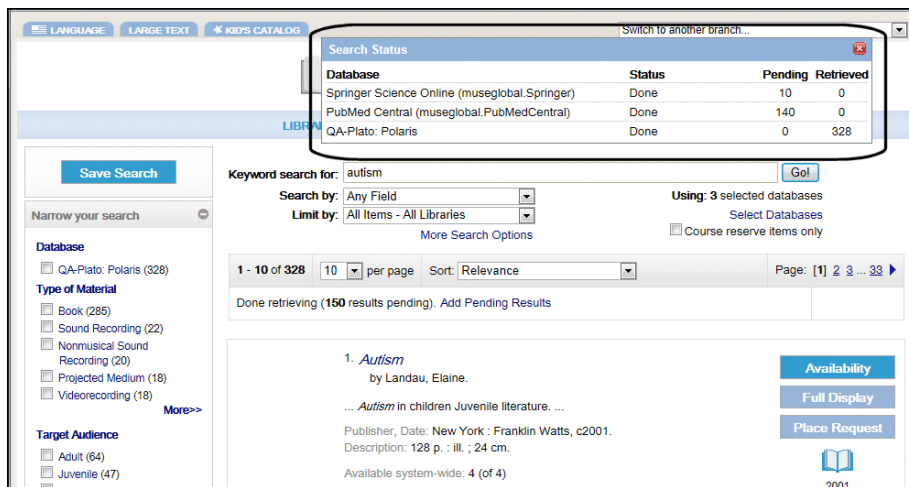 LANGUAGE LARGE TEXT KID'S CATALOG Switch to another branch...
Search Status
Database Status Pending Retrieved
Springer Science Online (museglobal.Springer) Done 10 0
PubMed Central (museglobal.PubMedCentral) Done 140 0
QA-Plato: Polaris Done 0 328
LIBRA
Save Search
Keyword search for: autism Go!
Search by: Any Field Using: 3 selected databases
Limit by: All Items - All Libraries Select Databases
More Search Options Course reserve items only
Narrow your search
Database
QA-Plato: Polaris (328)
Type of Material
Book (285)
Sound Recording (22)
Nonmusical Sound
Recording (20)
Projected Medium (18)
Videorecording (18)
More>>
Target Audience
Adult (64)
Juvenile (47)
1 - 10 of 328 10 per page Sort: Relevance Page: [1] 2 3 ... 33
Done retrieving (150 results pending). Add Pending Results
1. Autism
by Landau, Elaine.
... Autism in children Juvenile literature. ...
Publisher, Date: New York : Franklin Watts, c2001.
Description: 128 p. : ill. ; 24 cm.
Available system-wide: 4 (of 4)
Availability
Full Display
Place Request
2001